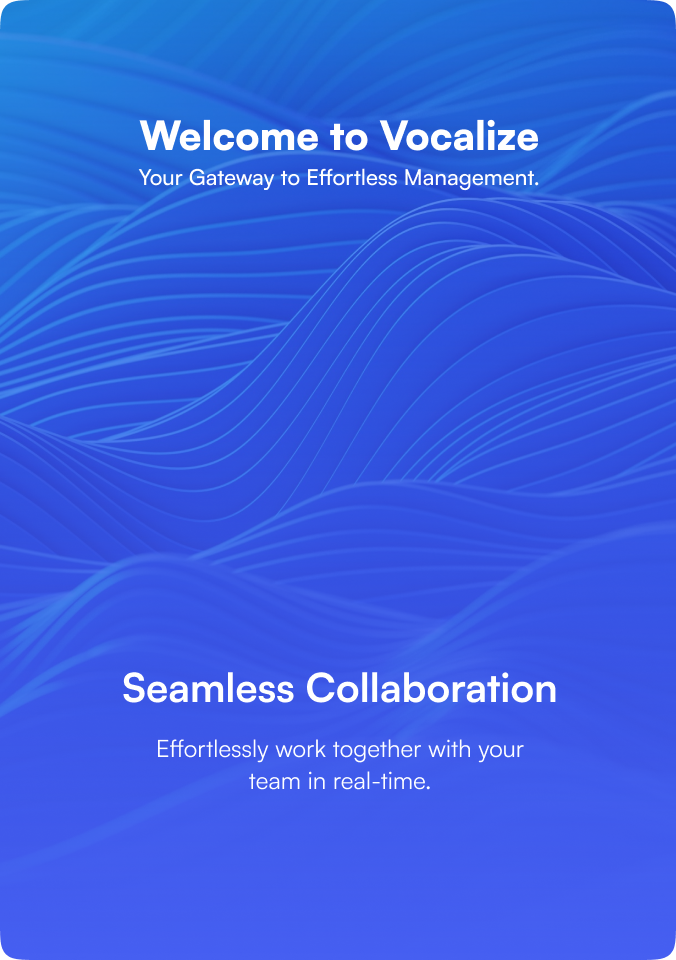 Welcome to Vocalize
Your Gateway to Effortless Management.
Seamless Collaboration
Effortlessly work together with your
team in real-time.